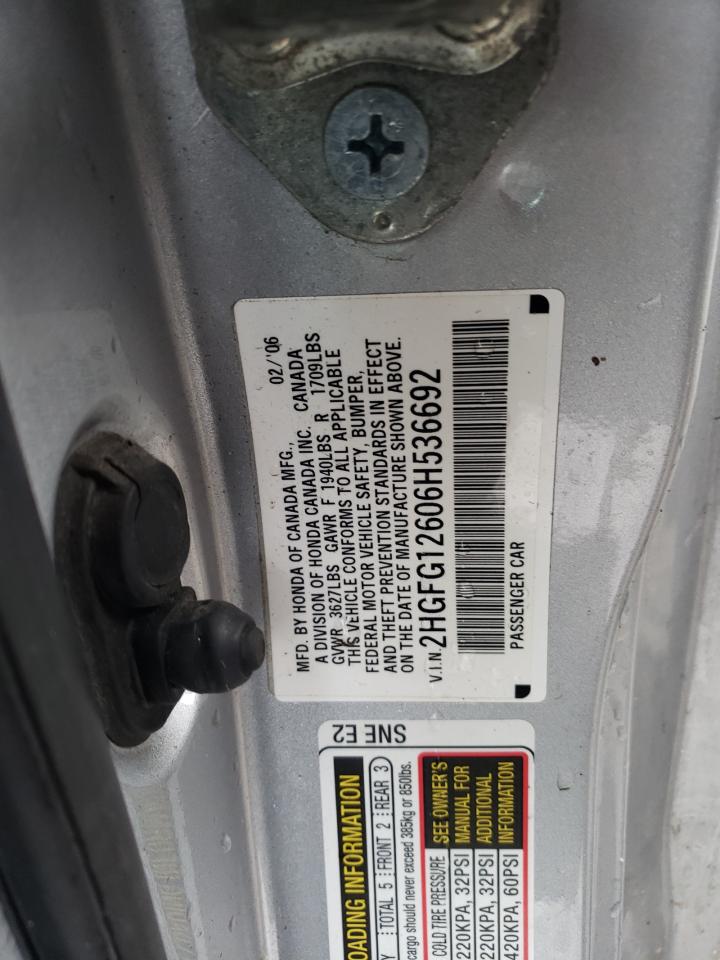 02/'06
MFD. BY HONDA OF CANADA MFG.,
A DIVISION OF HONDA CANADA INC. CANADA
GVWR 3627LBS GAWR F 1940LBS R 1709LBS
THIS VEHICLE CONFORMS TO ALL APPLICABLE
FEDERAL MOTOR VEHICLE SAFETY, BUMPER,
AND THEFT PREVENTION STANDARDS IN EFFECT
ON THE DATE OF MANUFACTURE SHOWN ABOVE.
V.I.N. 2HGFG12606H536692
PASSENGER CAR
SNE E2
LOADING INFORMATION
TOTAL 5 FRONT 2 REAR 3
cargo should never exceed 385kg or 850lbs.
COLD TIRE PRESSURE
220KPA, 32PSI
220KPA, 32PSI
420KPA, 60PSI
SEE OWNER'S
MANUAL FOR
ADDITIONAL
INFORMATION